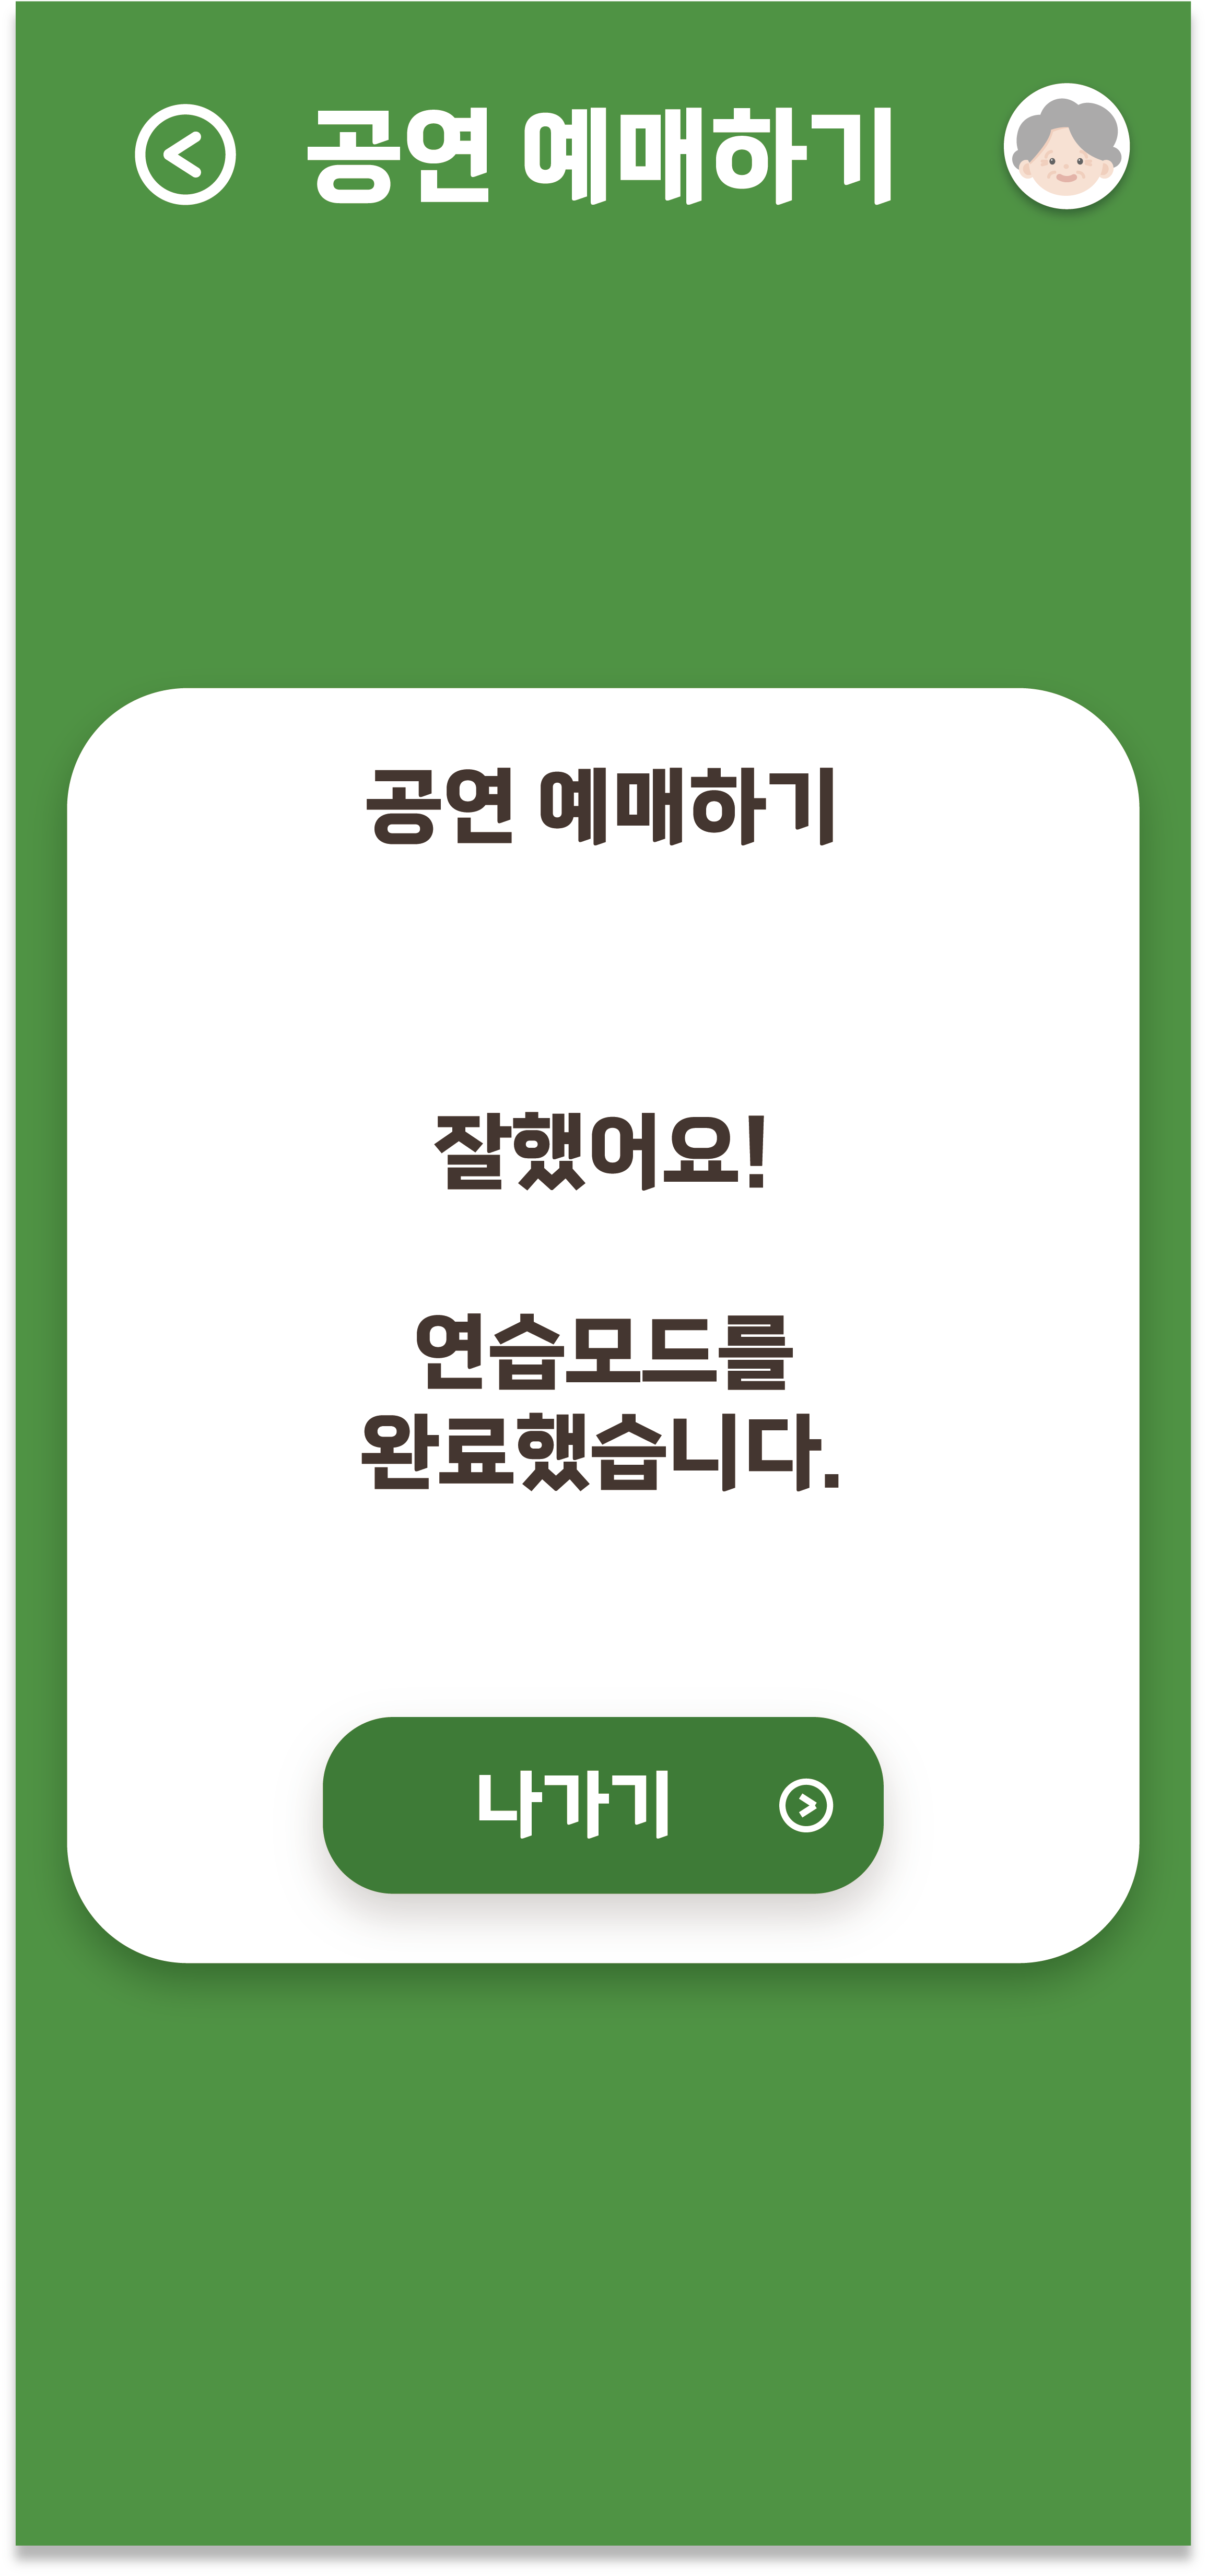 공연 예매하기
공연 예매하기
잘했어요!
연습모드를
완료했습니다.
나가기